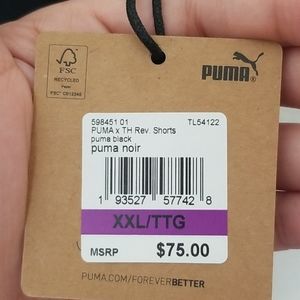 FSC
RECYCLED
Paper
PUMA
598451 01 TL54122
PUMA x TH Rev. Shorts
puma black
puma noir
1 93527 57742 8
XXL/TTG
MSRP $75.00
PUMA.COM/FOREVERBETTER